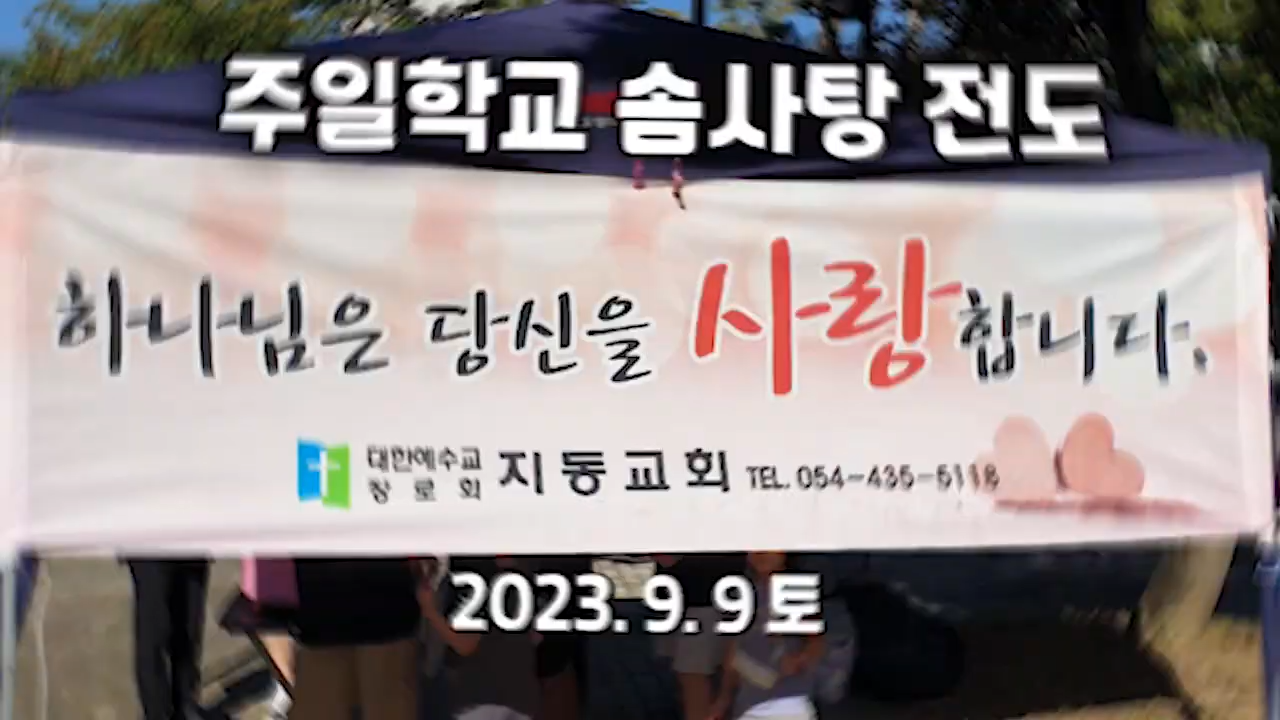 주일학교 솜사탕 전도
하나님은 당신을 사랑합니다.
대한예수교
장로회
지동교회 TEL. 054-435-5118
2023. 9. 9 토